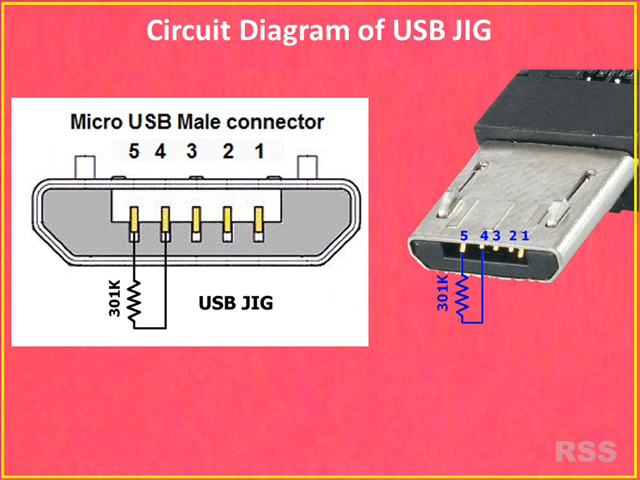 Circuit Diagram of USB JIG
Micro USB Male connector
5 4 3 2 1
301K
USB JIG
5 4 3 2 1
301K
RSS